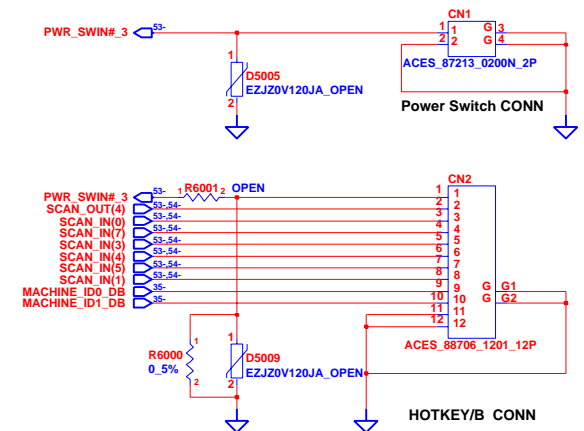 CN1
PWR_SWIN#_3 53- 1 1 G 3
2 2 G 4
1 D5005
EZJZ0V120JA_OPEN
2
ACES_87213_0200N_2P
Power Switch CONN
CN2
PWR_SWIN#_3 53- 1 R6001 2 OPEN 1 1
SCAN_OUT(4) 53-,54- 2 2
SCAN_IN(0) 53-,54- 3 3
SCAN_IN(7) 53-,54- 4 4
SCAN_IN(3) 53-,54- 5 5
SCAN_IN(4) 53-,54- 6 6
SCAN_IN(5) 53-,54- 7 7
SCAN_IN(1) 53-,54- 8 8
MACHINE_ID0_DB 35- 9 9 G G1
MACHINE_ID1_DB 35- 10 10 G G2
11 11
12 12
ACES_88706_1201_12P
1 R6000
0_5%
2
1 D5009
EZJZ0V120JA_OPEN
2
HOTKEY/B CONN